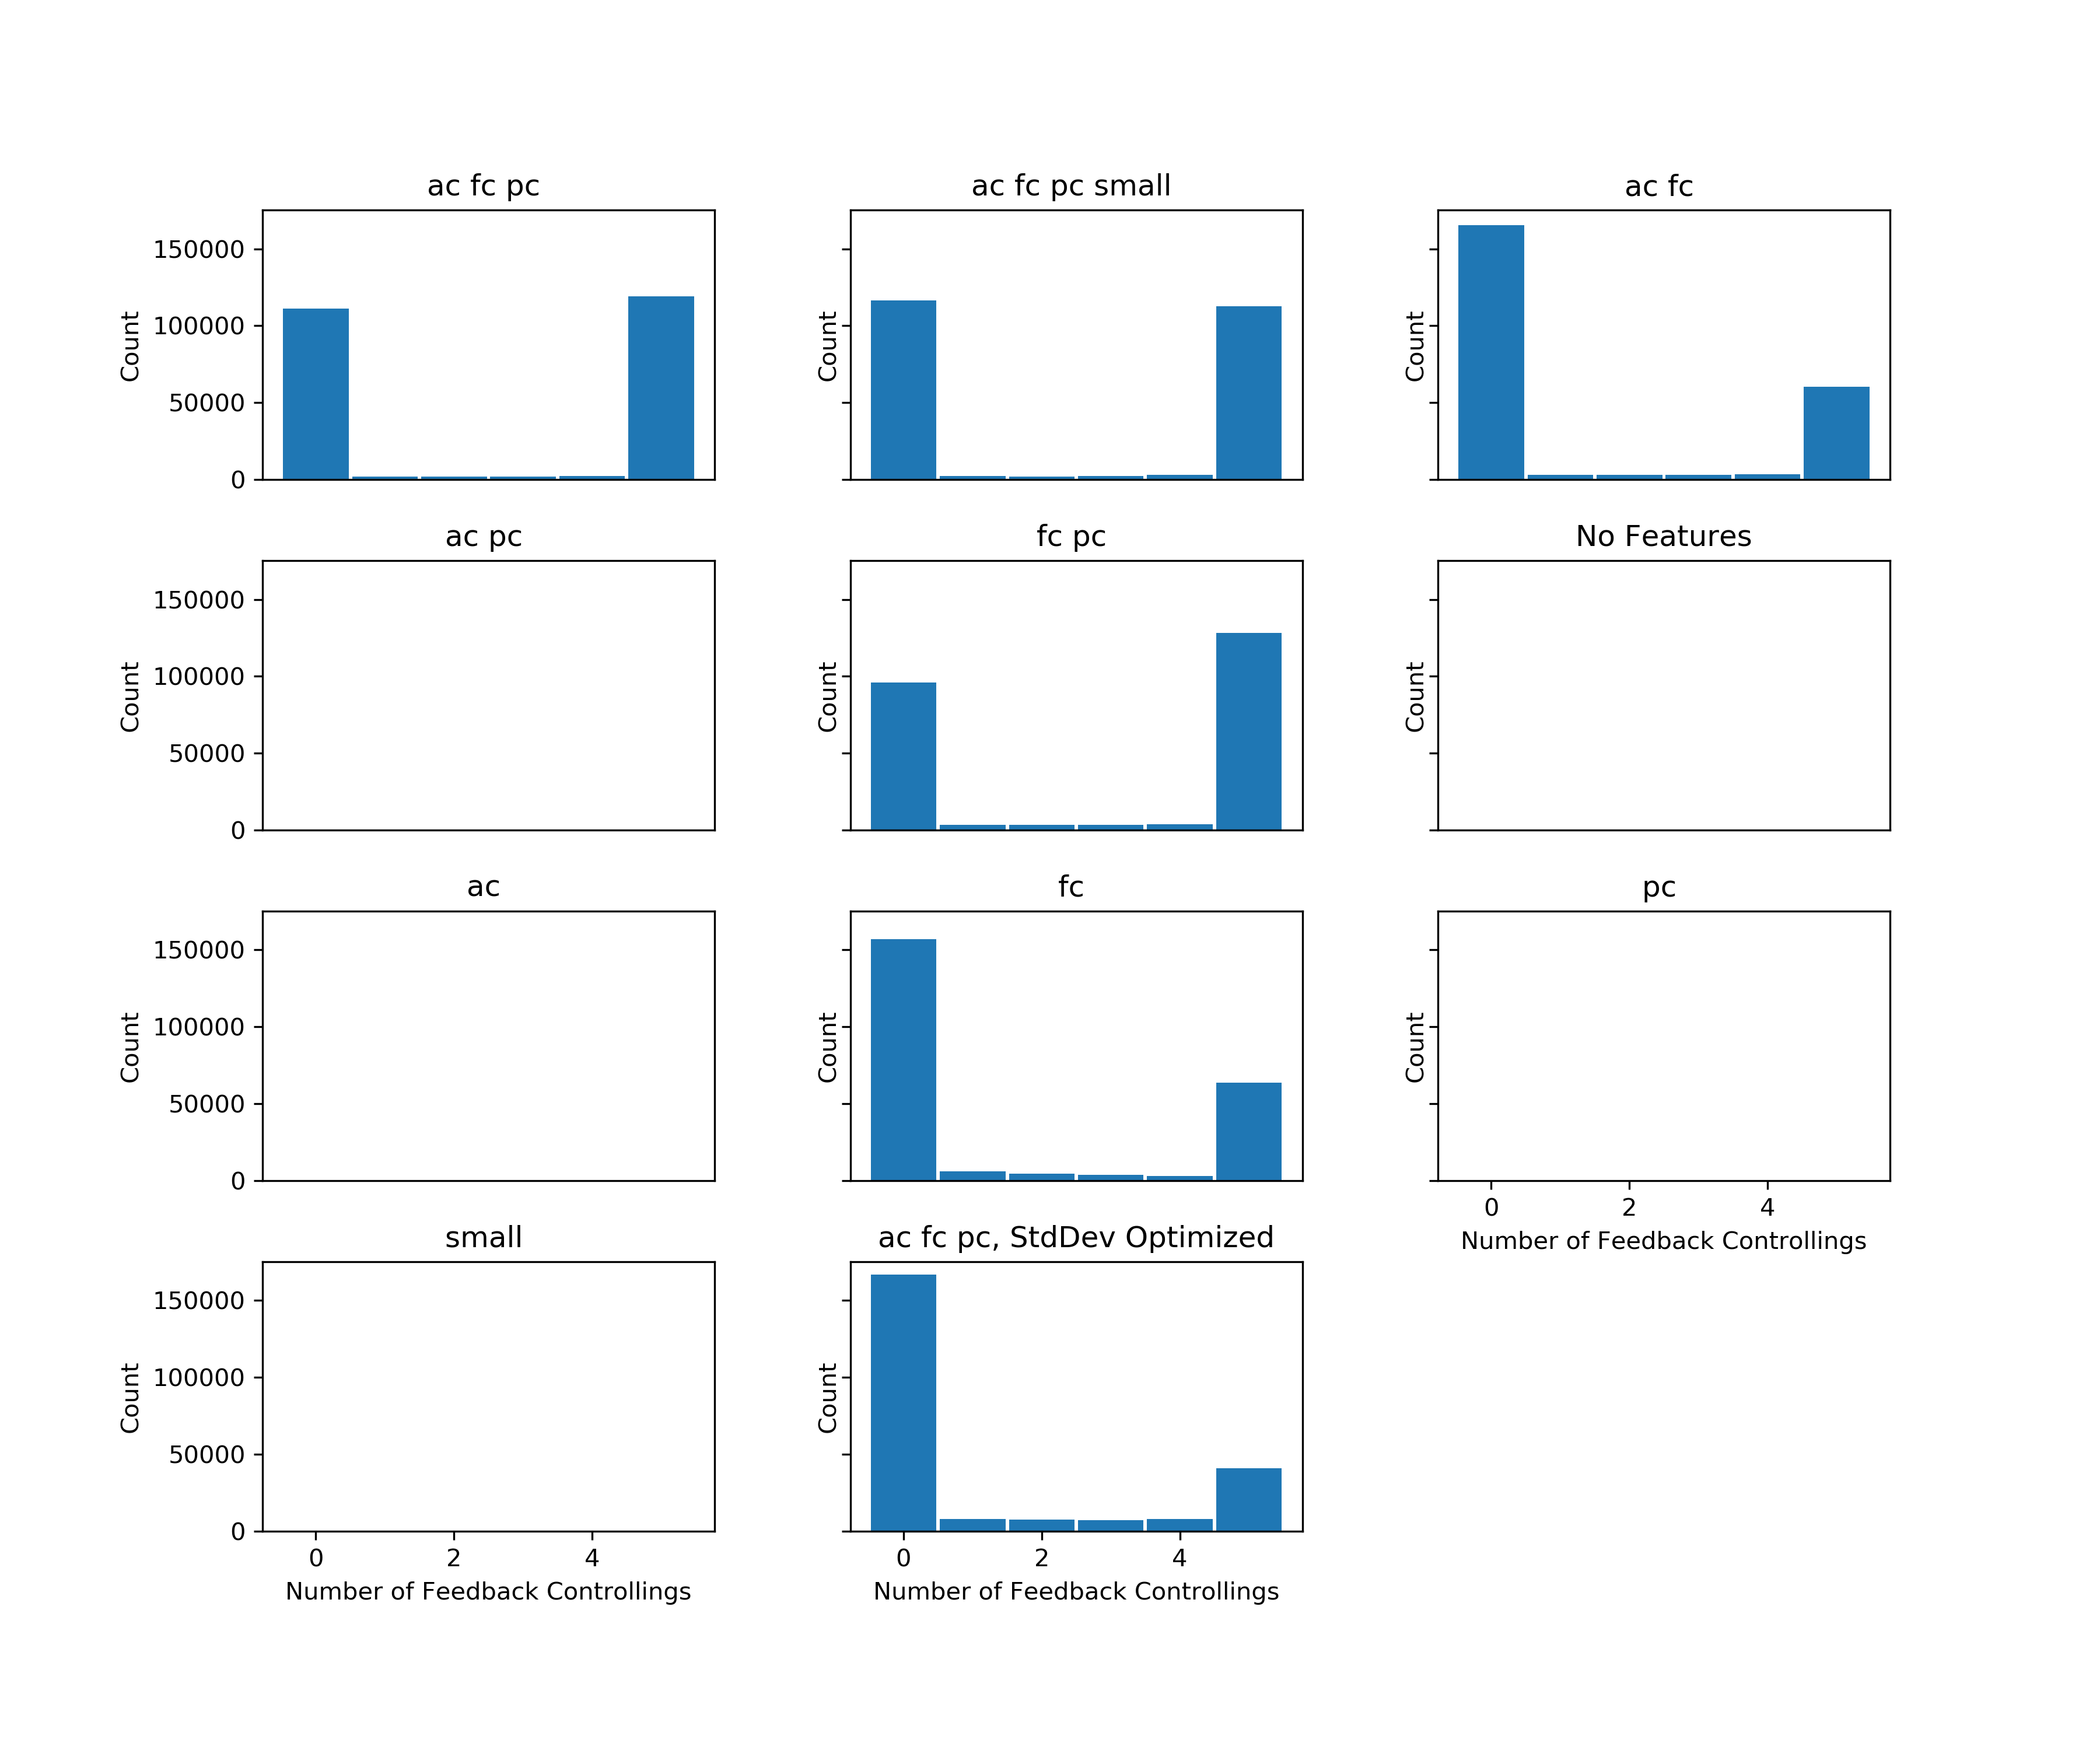 ac fc pc
ac fc pc small
ac fc
150000
100000
50000
0
Count
Count
Count
ac pc
fc pc
No Features
150000
100000
50000
0
Count
Count
Count
ac
fc
pc
150000
100000
50000
0
Count
Count
Count
0 2 4
Number of Feedback Controllings
small
ac fc pc, StdDev Optimized
150000
100000
50000
0
Count
Count
0 2 4
0 2 4
Number of Feedback Controllings
Number of Feedback Controllings